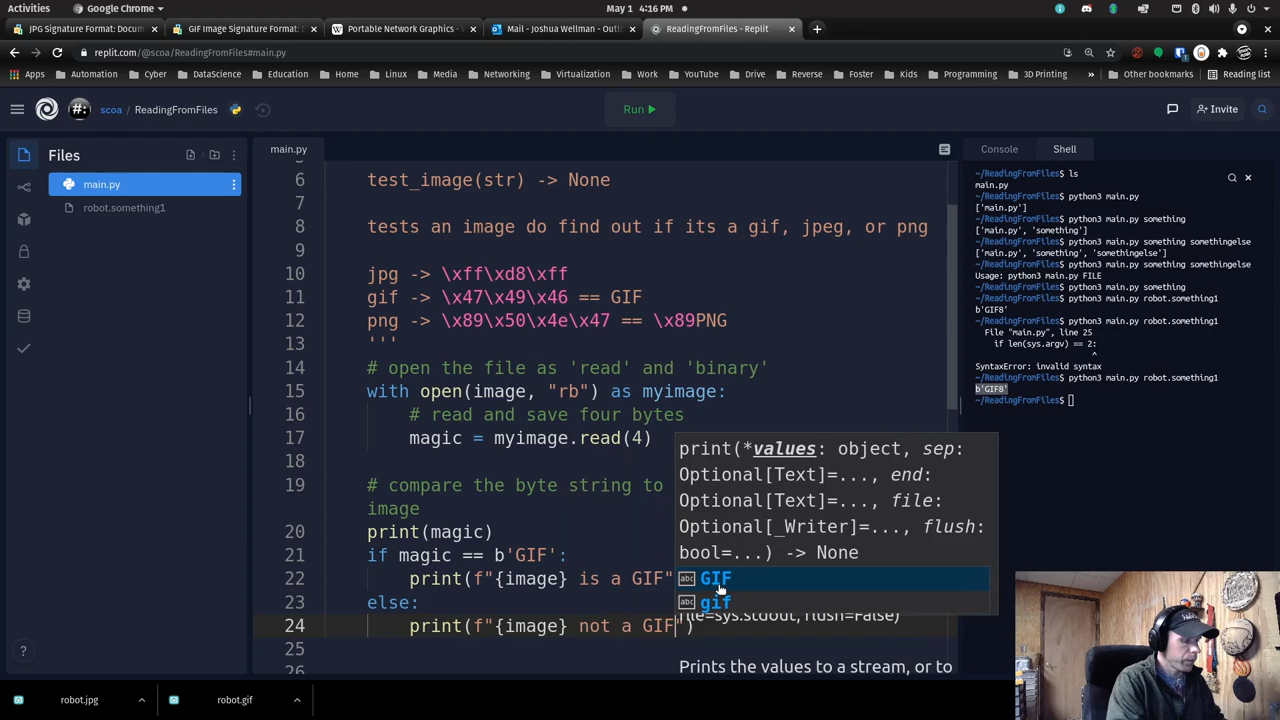 Activities
Google Chrome
May 1 4:16 PM
JPG Signature Format: Docum
GIF Image Signature Format:
Portable Network Graphics -
Mail - Joshua Wellman - Outlo
ReadingFromFiles - Replit
replit.com/@scoa/ReadingFromFiles#main.py
Apps Automation Cyber DataScience Education Home Linux Media Networking Virtualization YouTube Drive Reverse Foster Kids Programming 3D Printing » Other bookmarks Reading list
scoa / ReadingFromFiles
Run
Invite
Files
main.py
robot.something1
main.py
6 test_image(str) -> None
7
8 tests an image do find out if its a gif, jpeg, or png
9
10 jpg -> \xff\xd8\xff
11 gif -> \x47\x49\x46 == GIF
12 png -> \x89\x50\x4e\x47 == \x89PNG
13 '''
14 # open the file as 'read' and 'binary'
15 with open(image, "rb") as myimage:
16 # read and save four bytes
17 magic = myimage.read(4)
18
19 # compare the byte string to
image
20 print(magic)
21 if magic == b'GIF':
22 print(f"{image} is a GIF"
23 else:
24 print(f"{image} not a GIF")
25
26
print(*values: object, sep:
Optional[Text]=..., end:
Optional[Text]=..., file:
Optional[_Writer]=..., flush:
bool=...) -> None
abc GIF
abc gif
file=sys.stdout, flush=False)
Prints the values to a stream, or to
Console
Shell
~/ReadingFromFiles$ ls
main.py
~/ReadingFromFiles$ python3 main.py
['main.py']
~/ReadingFromFiles$ python3 main.py something
['main.py', 'something']
~/ReadingFromFiles$ python3 main.py something somethingelse
['main.py', 'something', 'somethingelse']
~/ReadingFromFiles$ python3 main.py something somethingelse
Usage: python3 main.py FILE
~/ReadingFromFiles$ python3 main.py something
~/ReadingFromFiles$ python3 main.py robot.something1
b'GIF8'
~/ReadingFromFiles$ python3 main.py robot.something1
File "main.py", line 25
if len(sys.argv) == 2:
^
SyntaxError: invalid syntax
~/ReadingFromFiles$ python3 main.py robot.something1
b'GIF8'
~/ReadingFromFiles$
robot.jpg
robot.gif